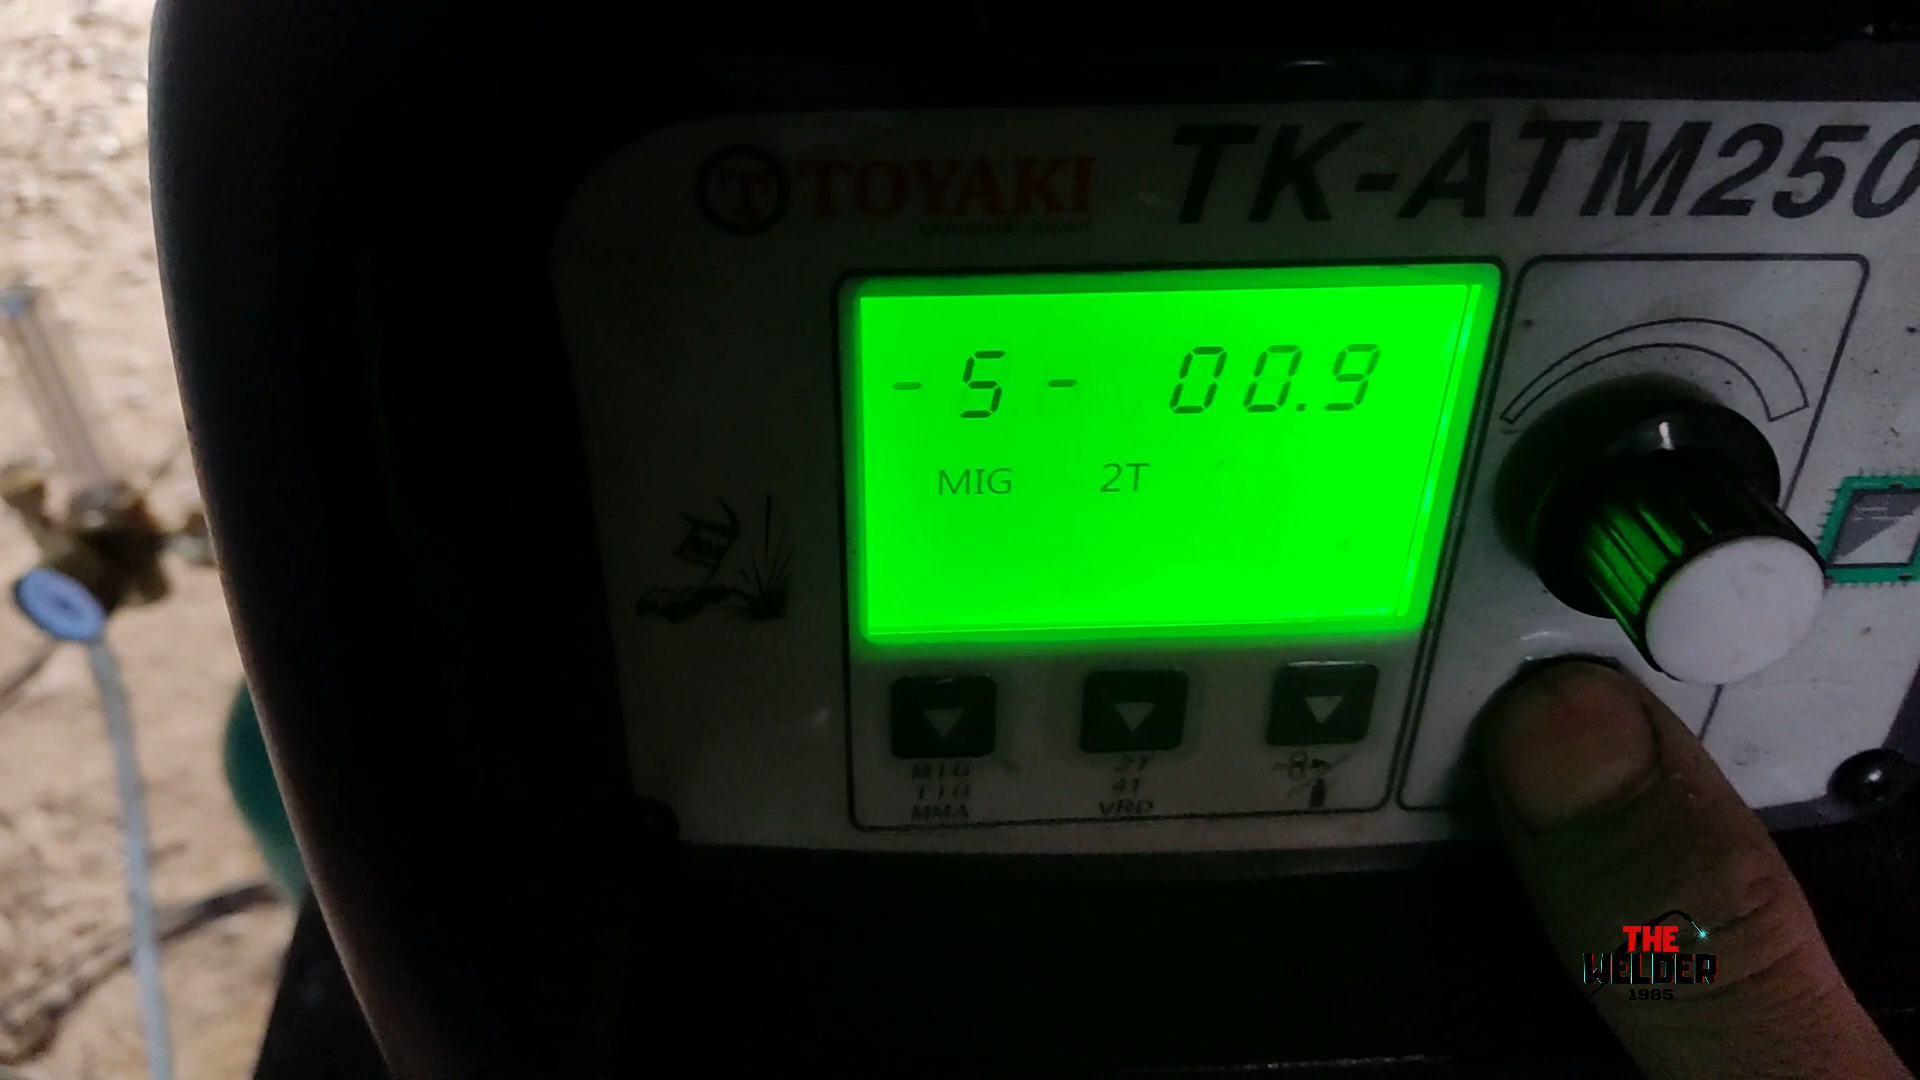 TOYAKI
TK-ATM250
-5- 00.9
MIG 2T
MIG
TIG
MMA
2T
4T
VRD
THE
WELDER
1985